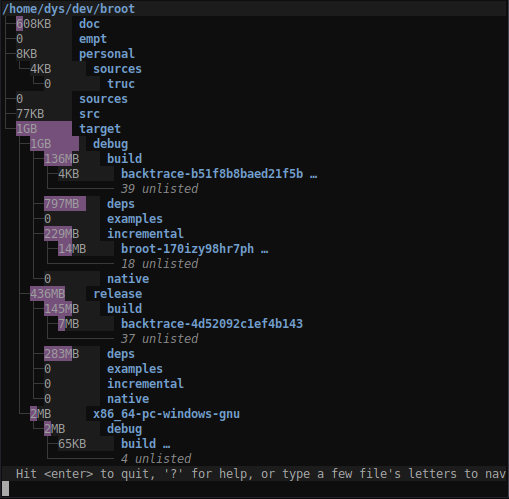 /home/dys/dev/broot
608KB doc
0 empt
8KB personal
4KB sources
0 truc
0 sources
77KB src
1GB target
1GB debug
136MB build
4KB backtrace-b51f8b8baed21f5b …
39 unlisted
797MB deps
0 examples
229MB incremental
14MB broot-170izy98hr7ph …
18 unlisted
0 native
436MB release
145MB build
7MB backtrace-4d52092c1ef4b143
37 unlisted
283MB deps
0 examples
0 incremental
0 native
2MB x86_64-pc-windows-gnu
2MB debug
65KB build …
4 unlisted
Hit <enter> to quit, '?' for help, or type a few file's letters to nav